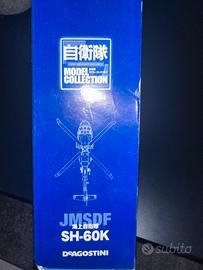 自衛隊
MODEL
COLLECTION
JMSDF
海上自衛隊
SH-60K
DeAGOSTINI
subito